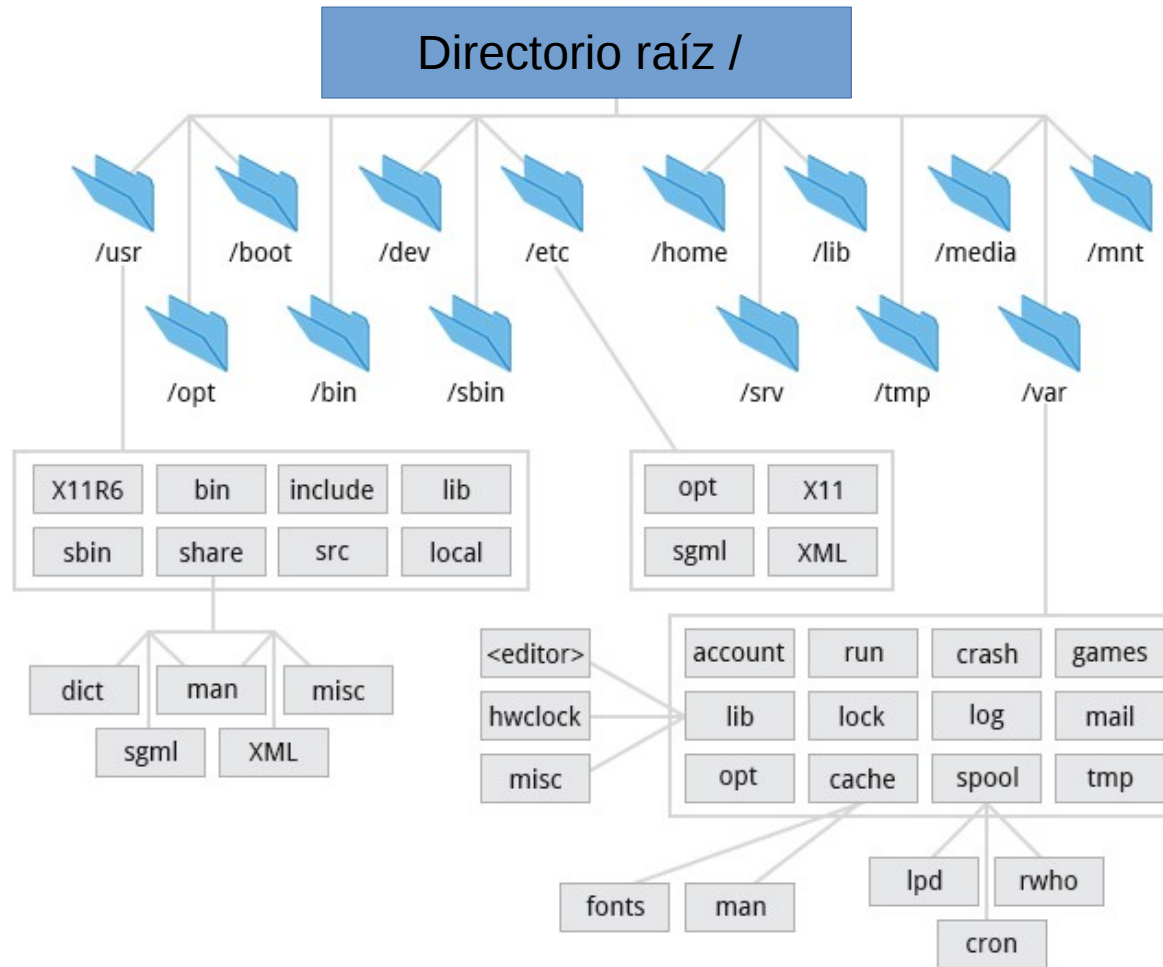 Directorio raíz /
/usr /boot /dev /etc /home /lib /media /mnt
/opt /bin /sbin /srv /tmp /var
X11R6 bin include lib
sbin share src local
opt X11
sgml XML
dict man misc
sgml XML
<editor>
hwclock
misc
account run crash games
lib lock log mail
opt cache spool tmp
fonts man
lpd rwho
cron